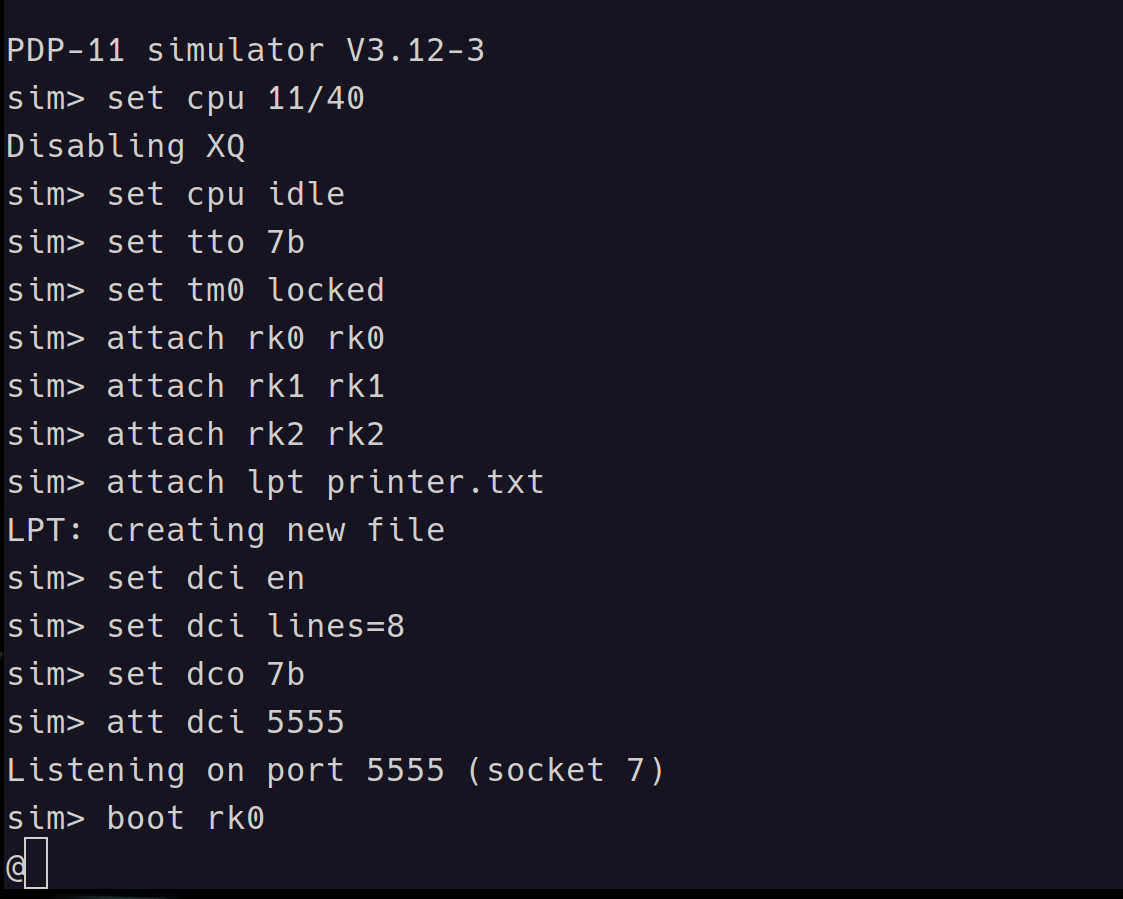 PDP-11 simulator V3.12-3
sim> set cpu 11/40
Disabling XQ
sim> set cpu idle
sim> set tto 7b
sim> set tm0 locked
sim> attach rk0 rk0
sim> attach rk1 rk1
sim> attach rk2 rk2
sim> attach lpt printer.txt
LPT: creating new file
sim> set dci en
sim> set dci lines=8
sim> set dco 7b
sim> att dci 5555
Listening on port 5555 (socket 7)
sim> boot rk0
@